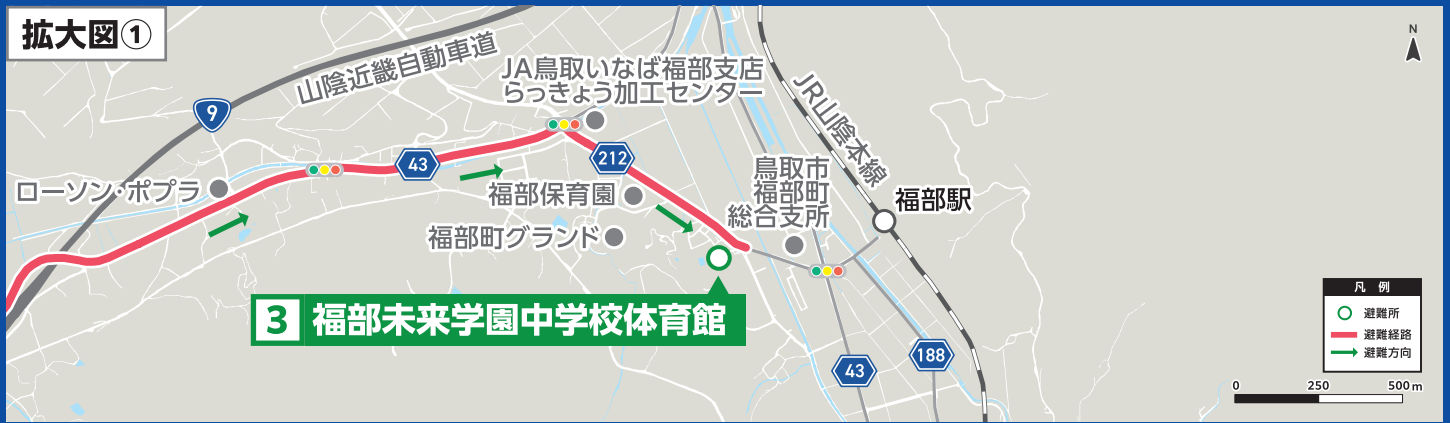 拡大図①
N
山陰近畿自動車道
JA鳥取いなば福部支店
らっきょう加工センター
JR山陰本線
9
43
212
鳥取市
福部町
総合支所
ローソン・ポプラ
福部保育園
福部駅
福部町グランド
3 福部未来学園中学校体育館
凡 例
避難所
避難経路
避難方向
43
188
0 250 500m